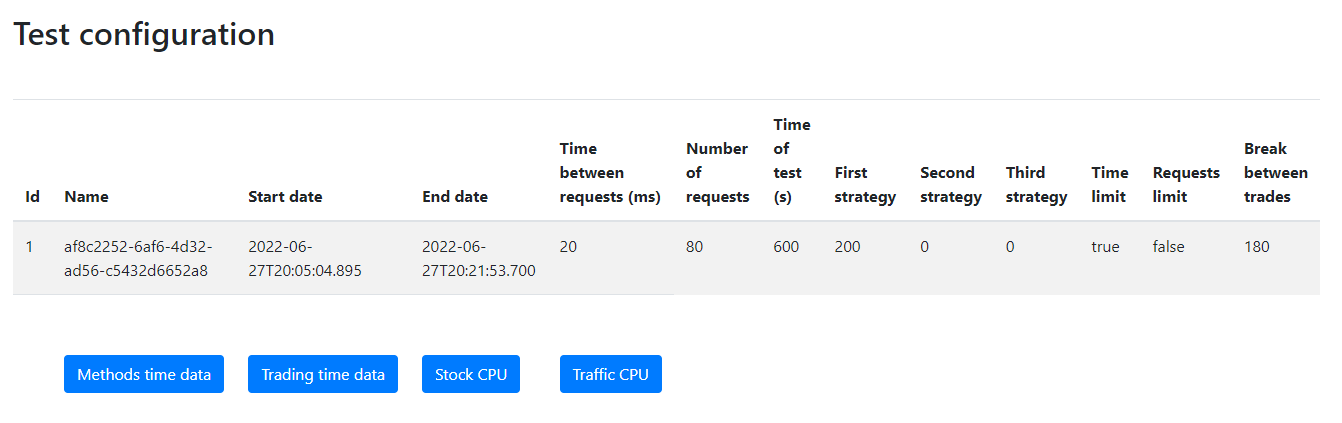 Test configuration
Time
Time of Break
between Number of test First Second Third Time Requests between
Id Name Start date End date requests (ms) requests (s) strategy strategy strategy limit limit trades
1 af8c2252-6af6-4d32- 2022-06- 2022-06- 20 80 600 200 0 0 true false 180
ad56-c5432d6652a8 27T20:05:04.895 27T20:21:53.700
Methods time data Trading time data Stock CPU Traffic CPU